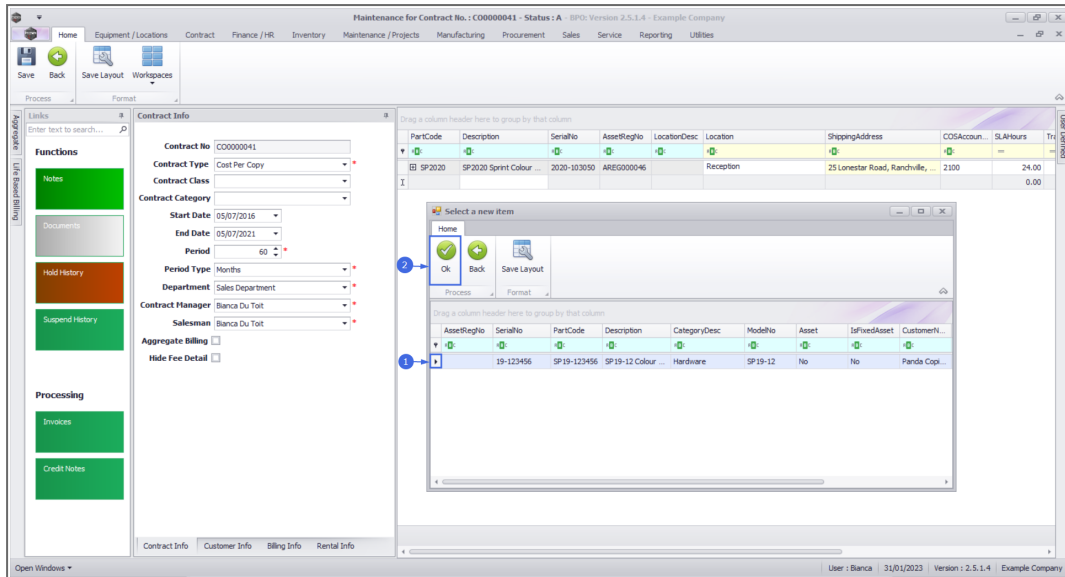 Maintenance for Contract No. : CO0000041 - Status : A - BPO: Version 2.5.1.4 - Example Company
Home Equipment / Locations Contract Finance / HR Inventory Maintenance / Projects Manufacturing Procurement Sales Service Reporting Utilities
Save Back Save Layout Workspaces
Process Format
Aggregate
Life Based Billing
Links
Enter text to search...
Functions
Notes
Documents
Hold History
Suspend History
Processing
Invoices
Credit Notes
Contract Info
Contract No CO0000041
Contract Type Cost Per Copy *
Contract Class
Contract Category
Start Date 05/07/2016
End Date 05/07/2021
Period 60 *
Period Type Months *
Department Sales Department *
Contract Manager Bianca Du Toit *
Salesman Bianca Du Toit *
Aggregate Billing
Hide Fee Detail
Contract Info Customer Info Billing Info Rental Info
Drag a column header here to group by that column
PartCode Description SerialNo AssetRegNo LocationDesc Location ShippingAddress COSAccoun... SLAHours Tra
SP2020 SP2020 Sprint Colour ... 2020-103050 AREG000046 Reception 25 Lonestar Road, Ranchville, ... 2100 24.00
0.00
User Defined
Select a new item
Home
2
Ok Back Save Layout
Process Format
Drag a column header here to group by that column
AssetRegNo SerialNo PartCode Description CategoryDesc ModelNo Asset IsFixedAsset CustomerN...
1
19-123456 SP19-123456 SP19-12 Colour ... Hardware SP19-12 No No Panda Copi...
Open Windows
User : Bianca 31/01/2023 Version : 2.5.1.4 Example Company